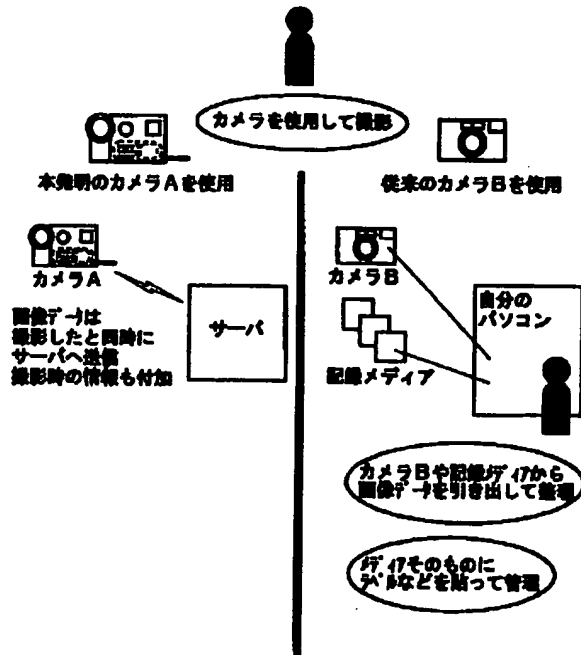 カメラを使用して撮影
本発明のカメラAを使用
従来のカメラBを使用
カメラA
画像データは
撮影したと同時に
サーバへ送信
撮影時の情報も付加
サーバ
カメラB
記録メディア
自分の
パソコン
カメラBや記録メディアから
画像データを引き出して整理
メディアそのものに
ラベルなどを貼って管理